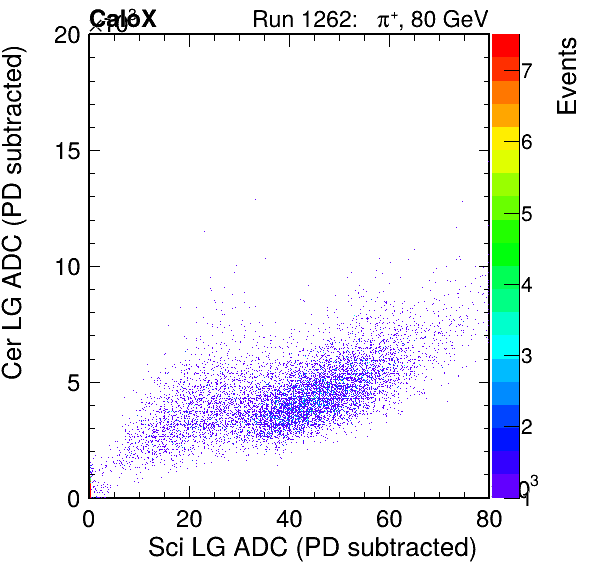 CaloX
×10³
Run 1262: π⁺, 80 GeV
20
15
10
5
0
0 20 40 60 80
7
6
5
4
3
2
1
Events
Cer LG ADC (PD subtracted)
Sci LG ADC (PD subtracted)